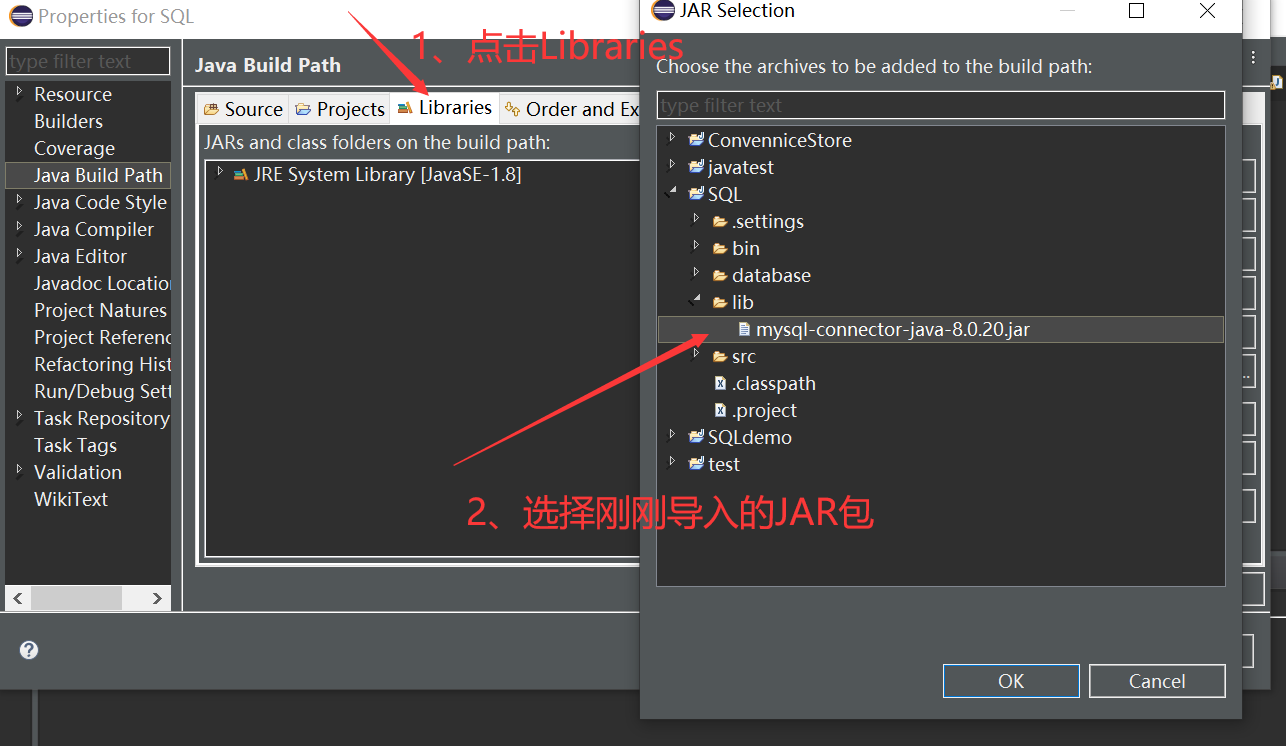 Properties for SQL
type filter text
Resource
Builders
Coverage
Java Build Path
Java Code Style
Java Compiler
Java Editor
Javadoc Location
Project Natures
Project Referenc
Refactoring Hist
Run/Debug Sett
Task Repository
Task Tags
Validation
WikiText
Java Build Path
1、点击Libraries
Source
Projects
Libraries
Order and Ex
JARs and class folders on the build path:
JRE System Library [JavaSE-1.8]
JAR Selection
Choose the archives to be added to the build path:
type filter text
ConvenniceStore
javatest
SQL
.settings
bin
database
lib
mysql-connector-java-8.0.20.jar
src
.classpath
.project
SQLdemo
test
2、选择刚刚导入的JAR包
OK
Cancel